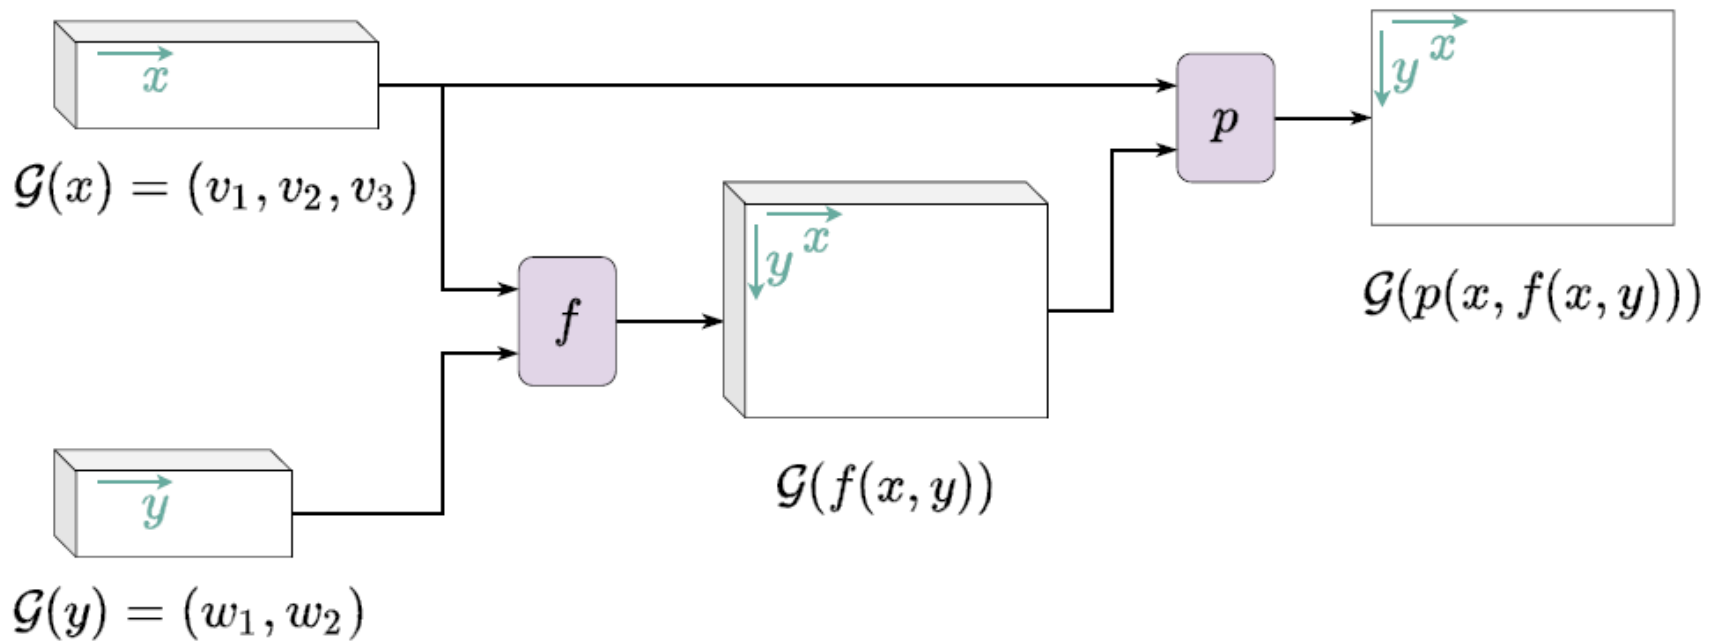 x
𝒢(x) = (v₁, v₂, v₃)
y
𝒢(y) = (w₁, w₂)
f
x
y
𝒢(f(x, y))
p
x
y
𝒢(p(x, f(x, y)))